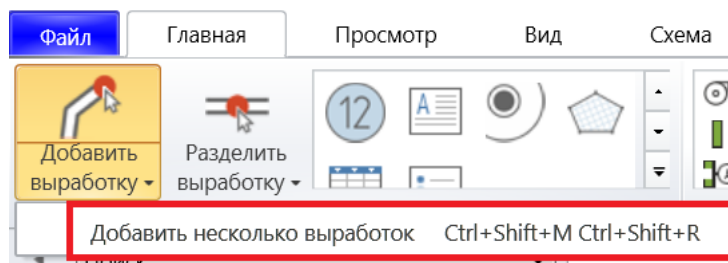 Файл Главная Просмотр Вид Схема
Добавить выработку
Разделить выработку
12
A
Добавить несколько выработок Ctrl+Shift+M Ctrl+Shift+R